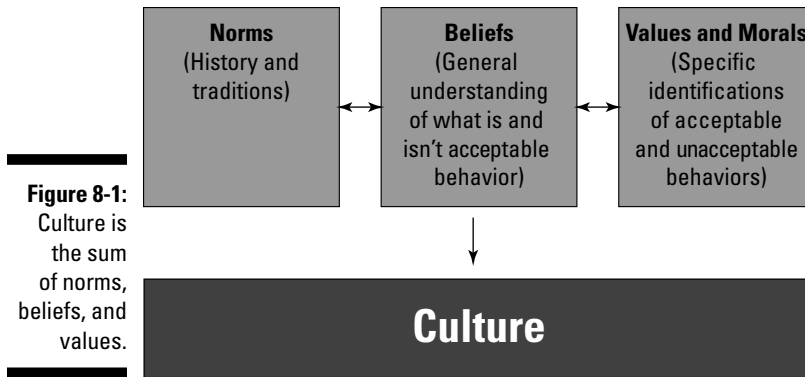 Norms
(History and
traditions)
Beliefs
(General
understanding
of what is and
isn't acceptable
behavior)
Values and Morals
(Specific
identifications
of acceptable
and unacceptable
behaviors)
Figure 8-1:
Culture is
the sum
of norms,
beliefs, and
values.
Culture